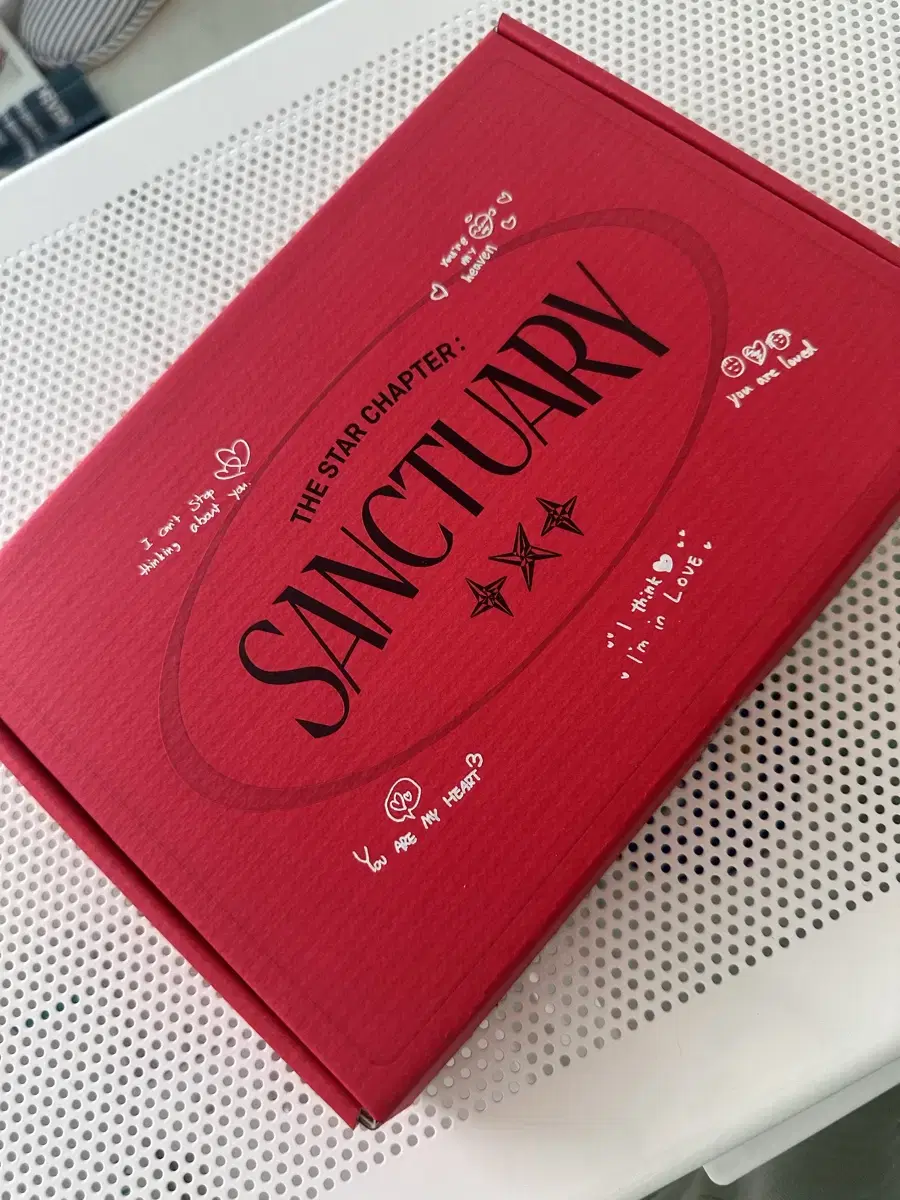 You're
my
heaven
you are loved
THE STAR CHAPTER:
SANCTUARY
I can't stop
thinking about you.
I think
I'm in LOVE
YOU ARE MY HEART3